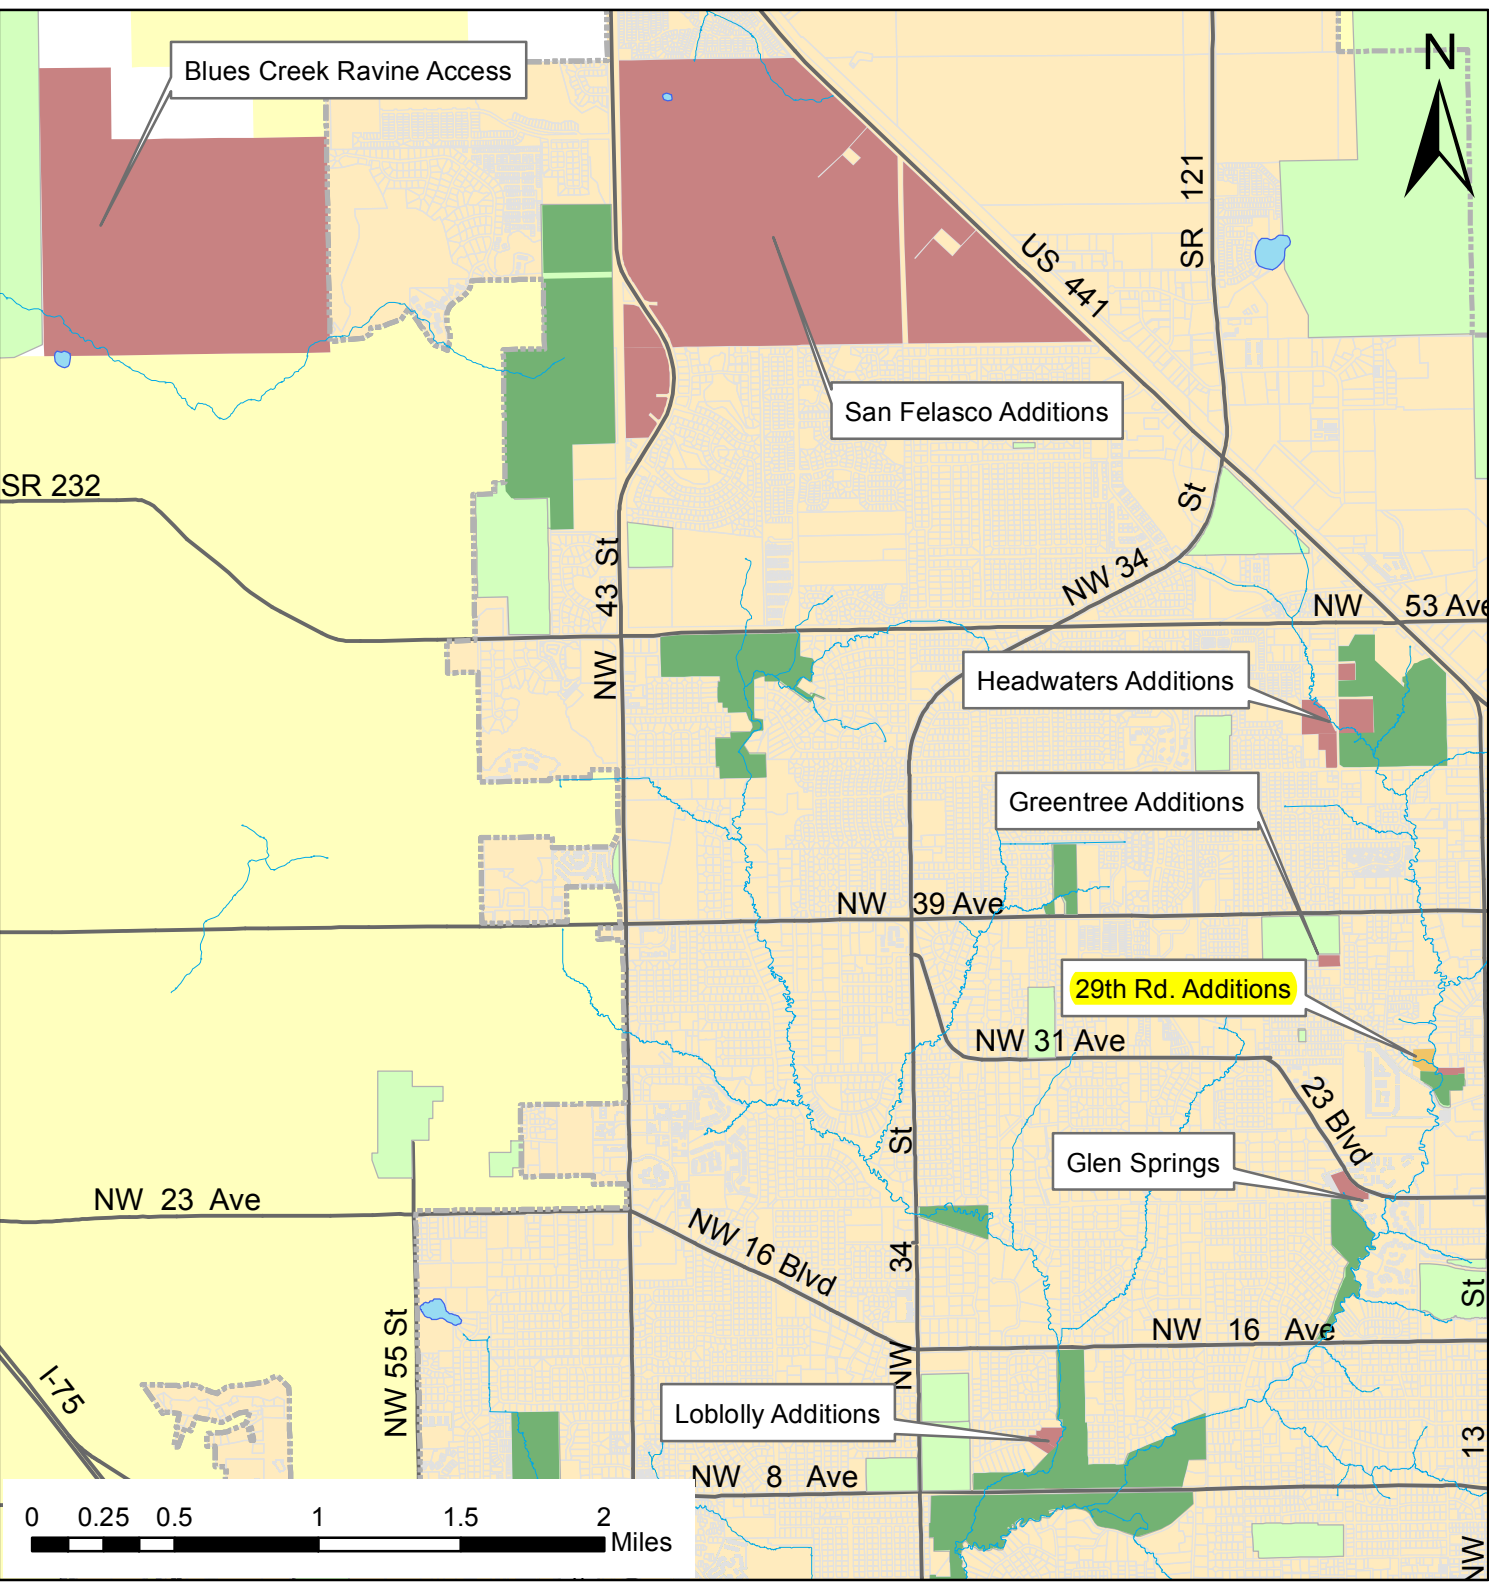 N
Blues Creek Ravine Access
SR 121
US 441
San Felasco Additions
SR 232
NW 43 St
NW 34 St
NW 53 Ave
Headwaters Additions
Greentree Additions
NW 39 Ave
29th Rd. Additions
NW 31 Ave
23 Blvd
Glen Springs
NW 23 Ave
NW 16 Blvd
NW 34 St
NW 16 Ave
NW 55 St
I-75
Loblolly Additions
NW 13 St
NW 8 Ave
0 0.25 0.5 1 1.5 2
Miles